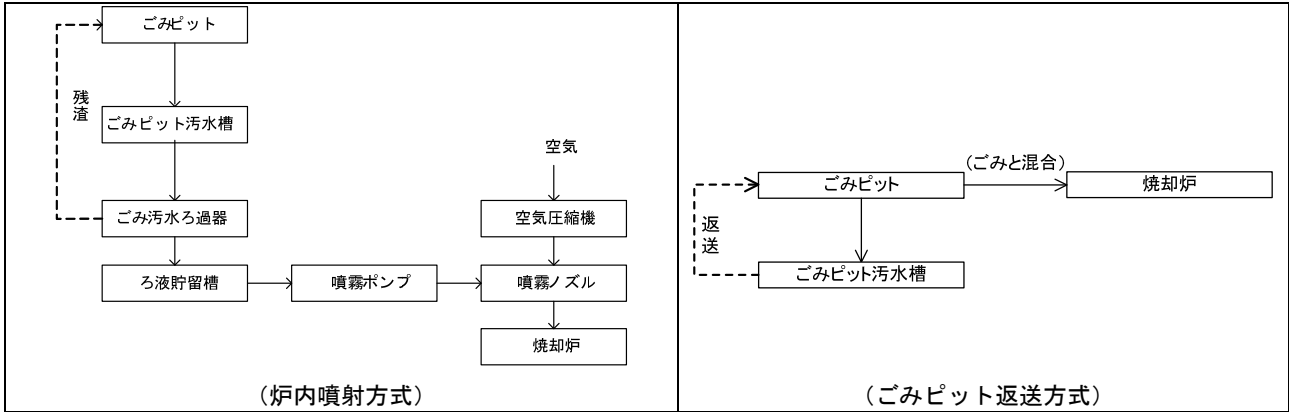 ごみピット
残渣
ごみピット汚水槽
ごみ汚水ろ過器
ろ液貯留槽
噴霧ポンプ
空気
空気圧縮機
噴霧ノズル
焼却炉
（炉内噴射方式）
ごみピット
（ごみと混合）
焼却炉
返送
ごみピット汚水槽
（ごみピット返送方式）